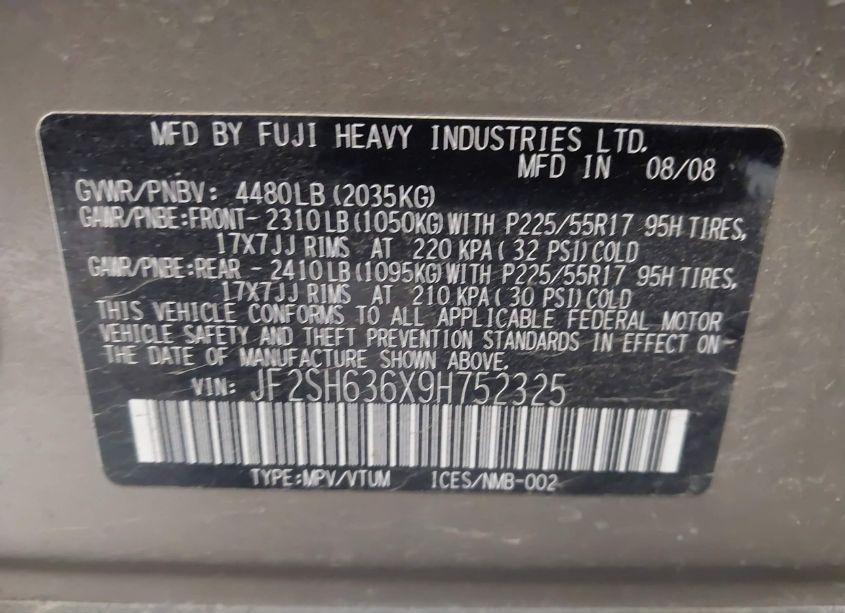 MFD BY FUJI HEAVY INDUSTRIES LTD.
MFD IN 08/08
GVWR/PNBV: 4480LB(2035KG)
GAWR/PNBE:FRONT-2310LB(1050KG)WITH P225/55R17 95H TIRES,
17X7JJ RIMS AT 220 KPA( 32 PSI)COLD
GAWR/PNBE:REAR -2410LB(1095KG)WITH P225/55R17 95H TIRES,
17X7JJ RIMS AT 210 KPA( 30 PSI)COLD
THIS VEHICLE CONFORMS TO ALL APPLICABLE FEDERAL MOTOR
VEHICLE SAFETY AND THEFT PREVENTION STANDARDS IN EFFECT ON
THE DATE OF MANUFACTURE SHOWN ABOVE.
VIN: JF2SH636X9H752325
TYPE:MPV/VTUM ICES/NMB-002